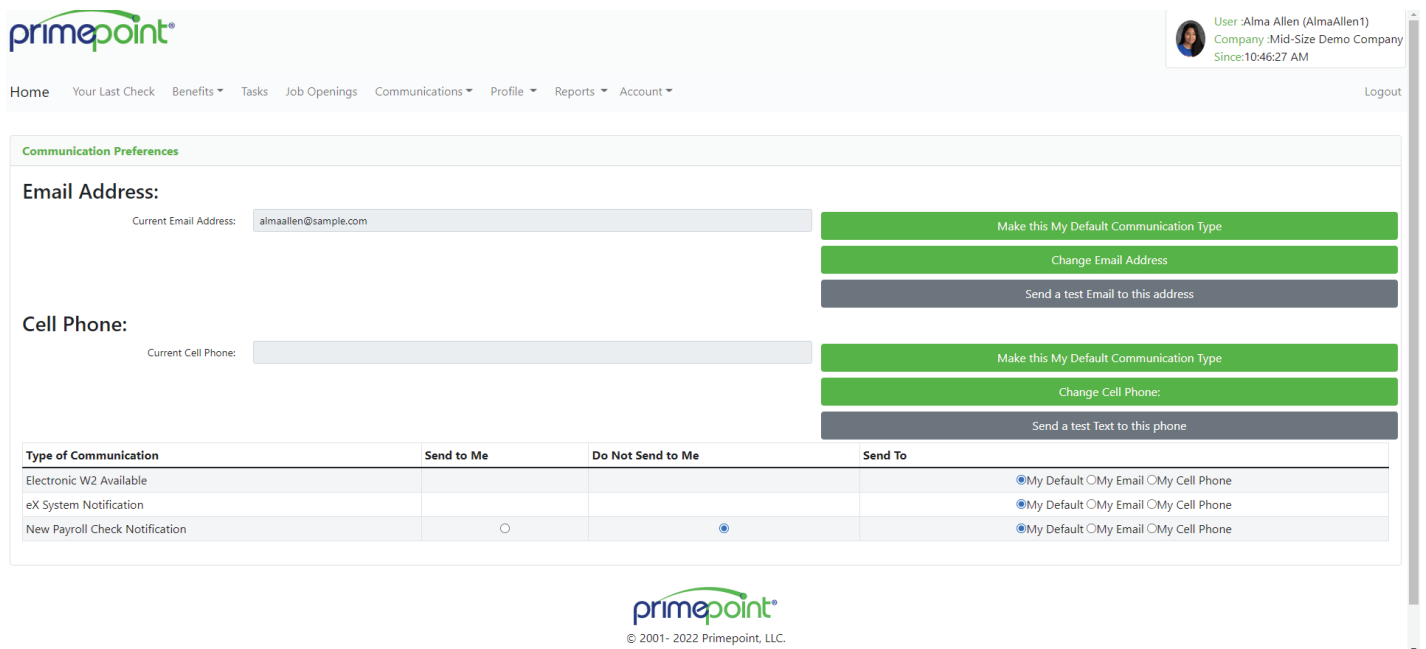 primepoint®
User :Alma Allen (AlmaAllen1)
Company :Mid-Size Demo Company
Since:10:46:27 AM
Home Your Last Check Benefits Tasks Job Openings Communications Profile Reports Account Logout
Communication Preferences
Email Address:
Current Email Address: almaallen@sample.com
Make this My Default Communication Type
Change Email Address
Send a test Email to this address
Cell Phone:
Current Cell Phone:
Make this My Default Communication Type
Change Cell Phone:
Send a test Text to this phone
Type of Communication Send to Me Do Not Send to Me Send To
Electronic W2 Available My Default My Email My Cell Phone
eX System Notification My Default My Email My Cell Phone
New Payroll Check Notification My Default My Email My Cell Phone
primepoint®
© 2001- 2022 Primepoint, LLC.